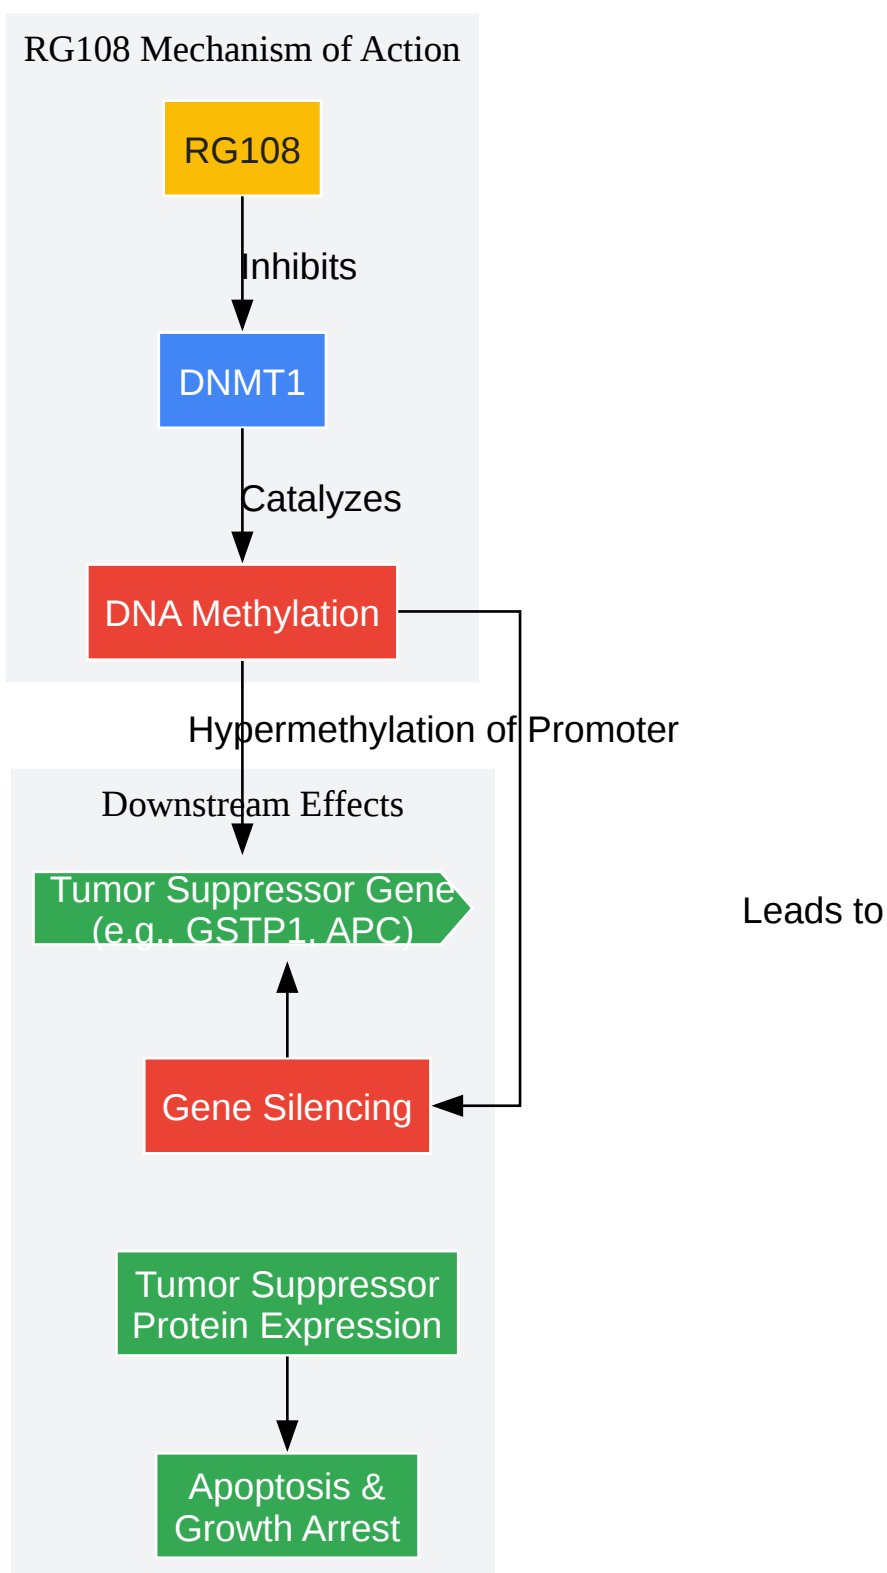 RG108 Mechanism of Action
RG108
Inhibits
DNMT1
Catalyzes
DNA Methylation
Hypermethylation of Promoter
Downstream Effects
Tumor Suppressor Gene
(e.g., GSTP1, APC)
Leads to
Gene Silencing
Tumor Suppressor
Protein Expression
Apoptosis &
Growth Arrest